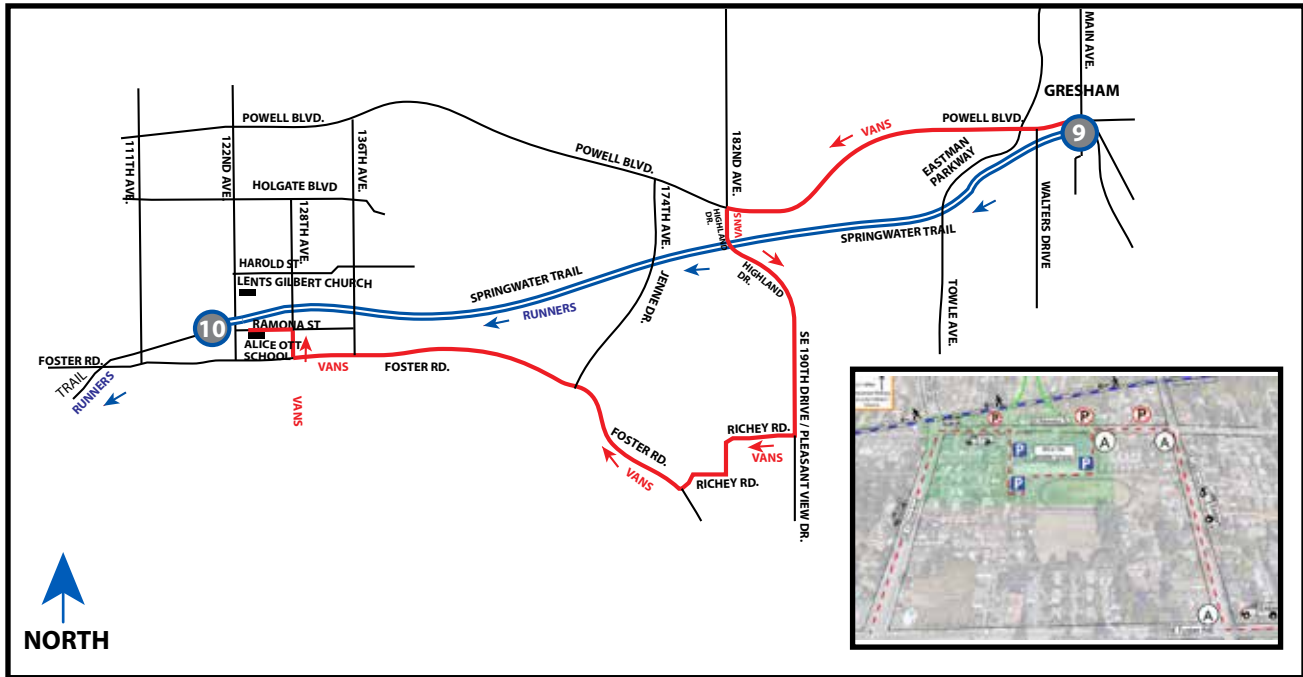 MAIN AVE.
GRESHAM
9
POWELL BLVD.
VANS
EASTMAN
PARKWAY
WALTERS DRIVE
TOWLE AVE.
182ND AVE.
POWELL BLVD.
POWELL BLVD.
136TH AVE.
122ND AVE.
111TH AVE.
HOLGATE BLVD
128TH AVE.
174TH AVE.
HIGHLAND
DR.
VANS
SPRINGWATER TRAIL
HIGHLAND
DR.
HAROLD ST
LENTS GILBERT CHURCH
SPRINGWATER TRAIL
RUNNERS
JENNE DR.
10
RAMONA ST
ALICE OTT
SCHOOL
FOSTER RD.
TRAIL
RUNNERS
VANS
VANS
FOSTER RD.
SE 190TH DRIVE / PLEASANT VIEW DR.
FOSTER RD.
VANS
RICHEY RD.
VANS
RICHEY RD.
NORTH
P
P
P
A
A
P
P
P
A